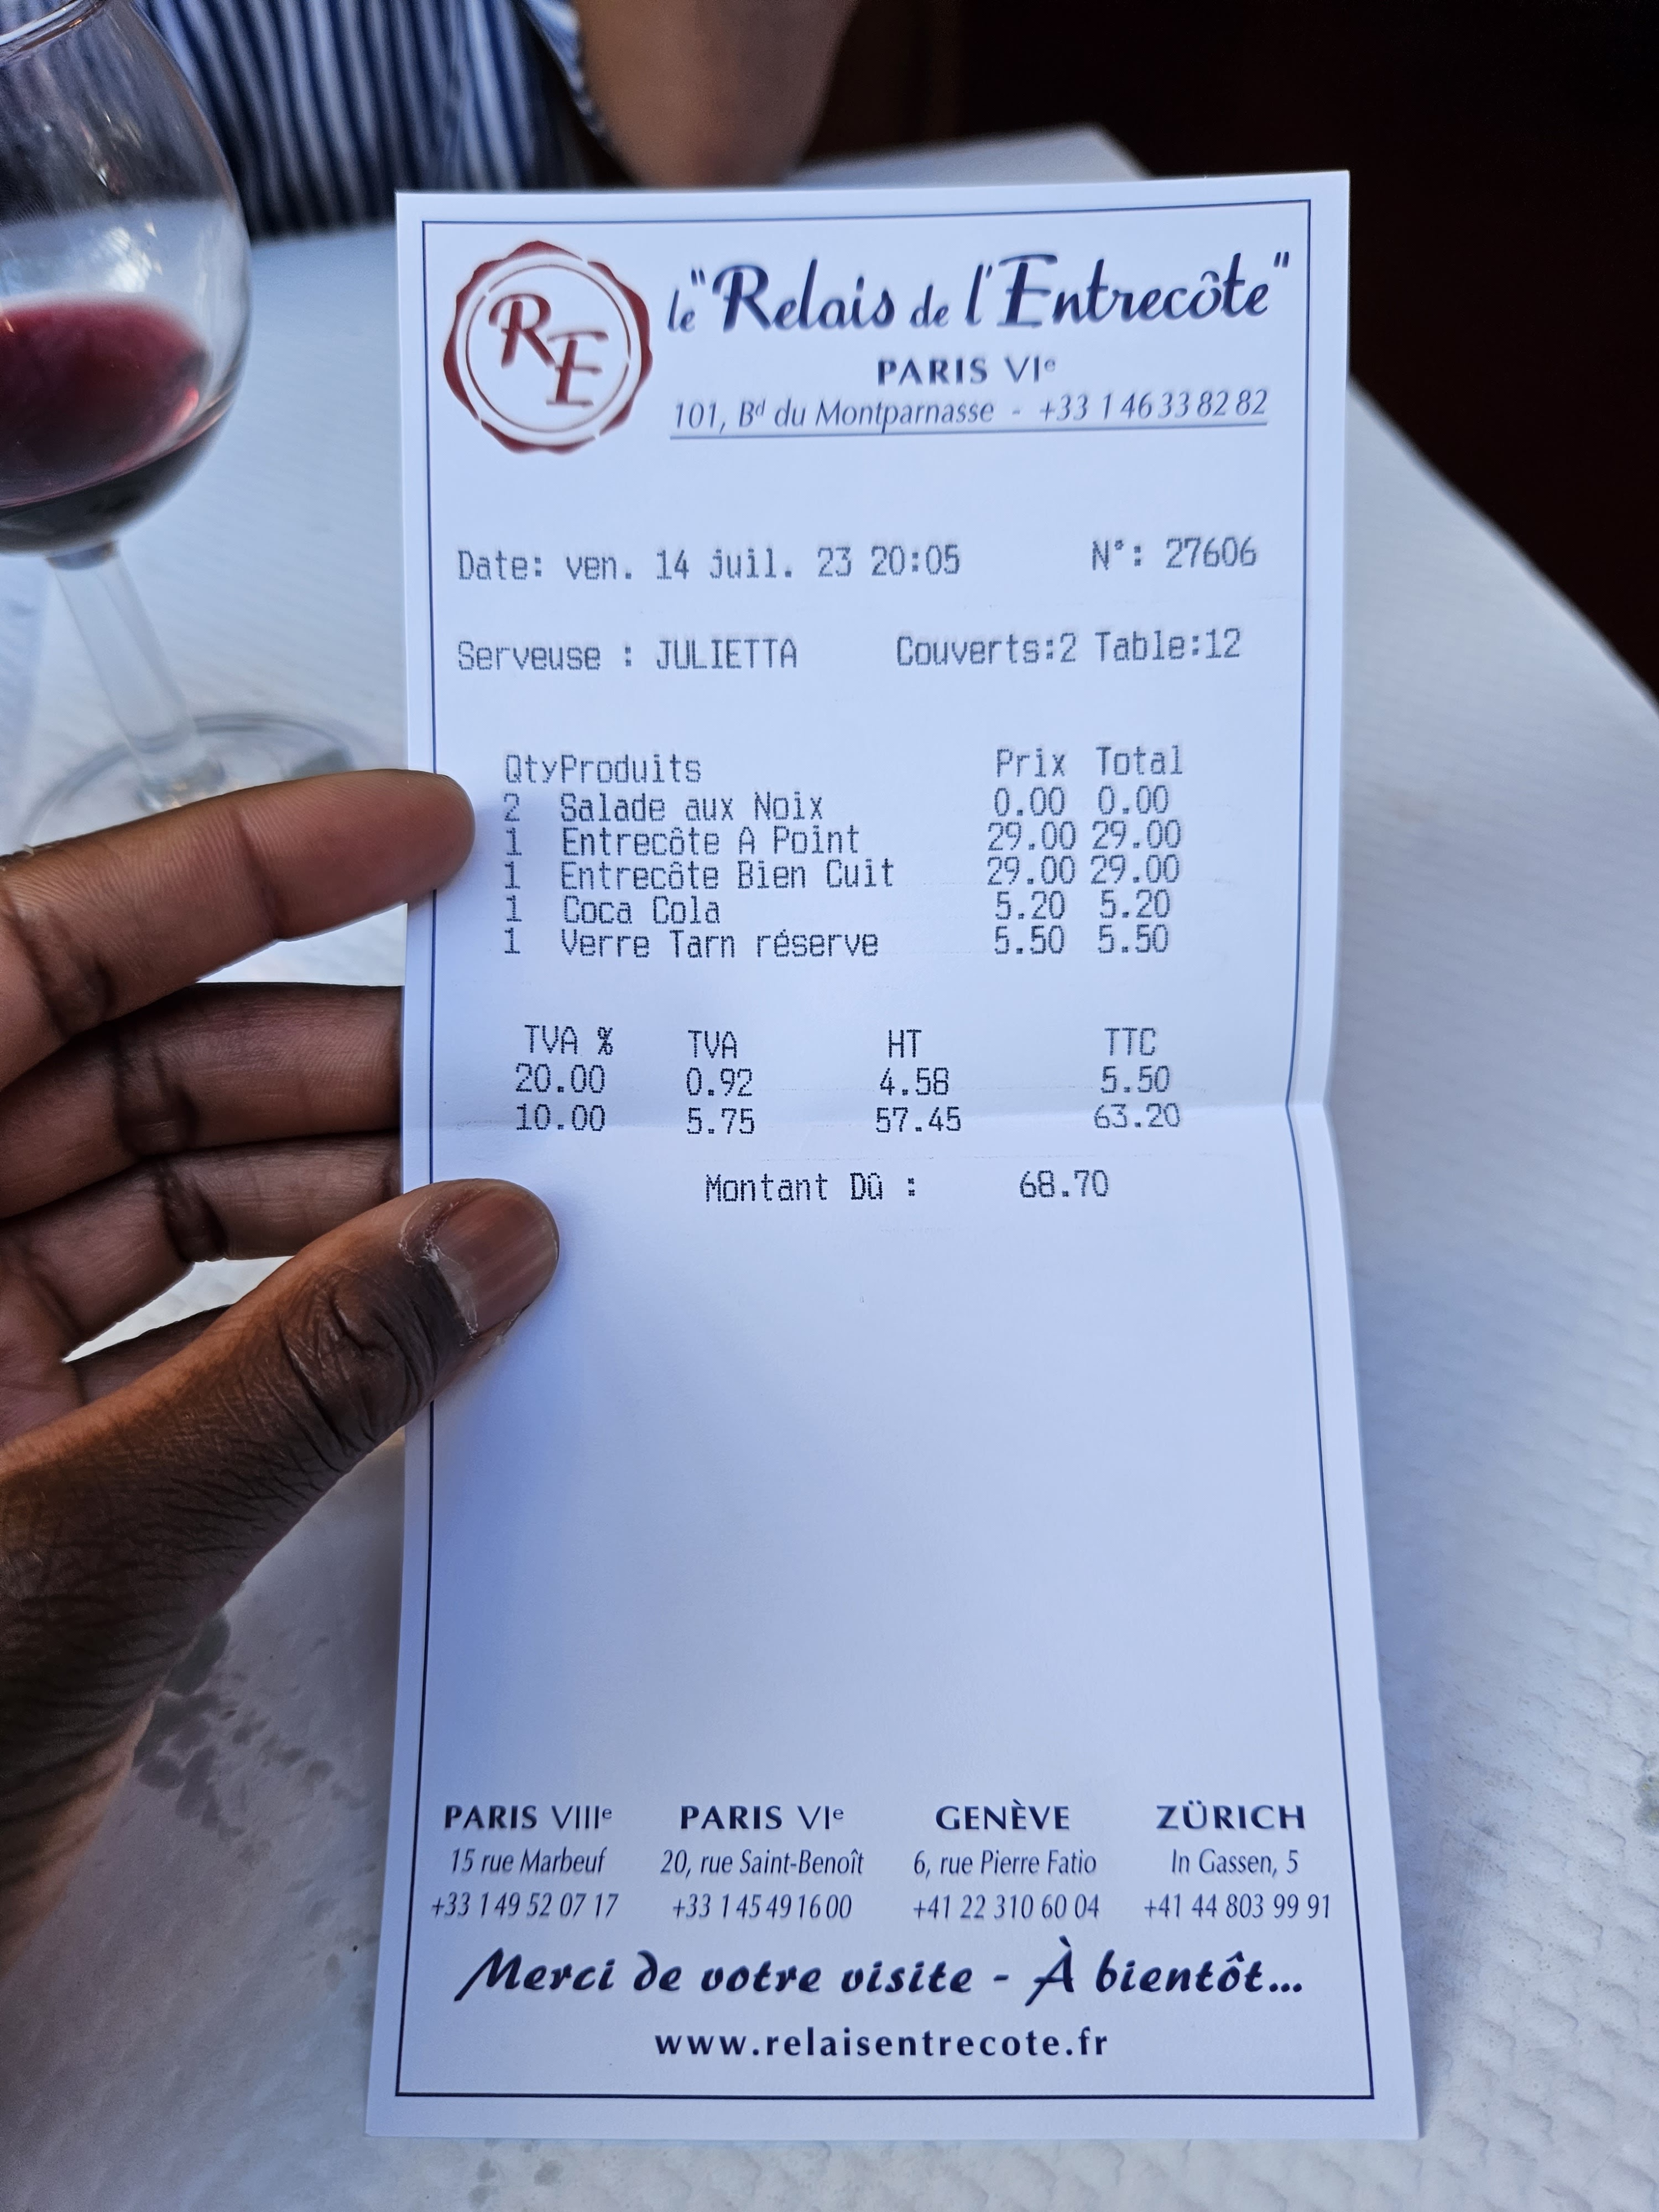 RE
le "Relais de l'Entrecôte"
PARIS VIe
101, Bd du Montparnasse - +33 1 46 33 82 82
Date: ven. 14 juil. 23 20:05 N°: 27606
Serveuse : JULIETTA Couverts:2 Table:12
QtyProduits Prix Total
2 Salade aux Noix 0.00 0.00
1 Entrecôte A Point 29.00 29.00
1 Entrecôte Bien Cuit 29.00 29.00
1 Coca Cola 5.20 5.20
1 Verre Tarn réserve 5.50 5.50
TVA % TVA HT TTC
20.00 0.92 4.58 5.50
10.00 5.75 57.45 63.20
Montant Dû : 68.70
PARIS VIIIe PARIS VIe GENÈVE ZÜRICH
15 rue Marbeuf 20, rue Saint-Benoît 6, rue Pierre Fatio In Gassen, 5
+33 1 49 52 07 17 +33 1 45 49 16 00 +41 22 310 60 04 +41 44 803 99 91
Merci de votre visite - À bientôt...
www.relaisentrecote.fr